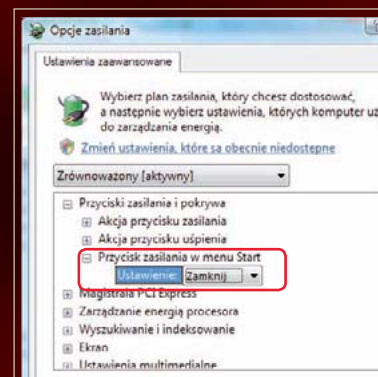 Opcje zasilania
Ustawienia zaawansowane
Wybierz plan zasilania, który chcesz dostosować,
a następnie wybierz ustawienia, których komputer uż
do zarządzania energią.
Zmień ustawienia, które są obecnie niedostępne
Zrównoważony [aktywny]
Przyciski zasilania i pokrywa
Akcja przycisku zasilania
Akcja przycisku uśpienia
Przycisk zasilania w menu Start
Ustawienie: Zamknij
Magistrala PCI Express
Zarządzanie energią procesora
Wyszukiwanie i indeksowanie
Ekran
Ustawienia multimedialne